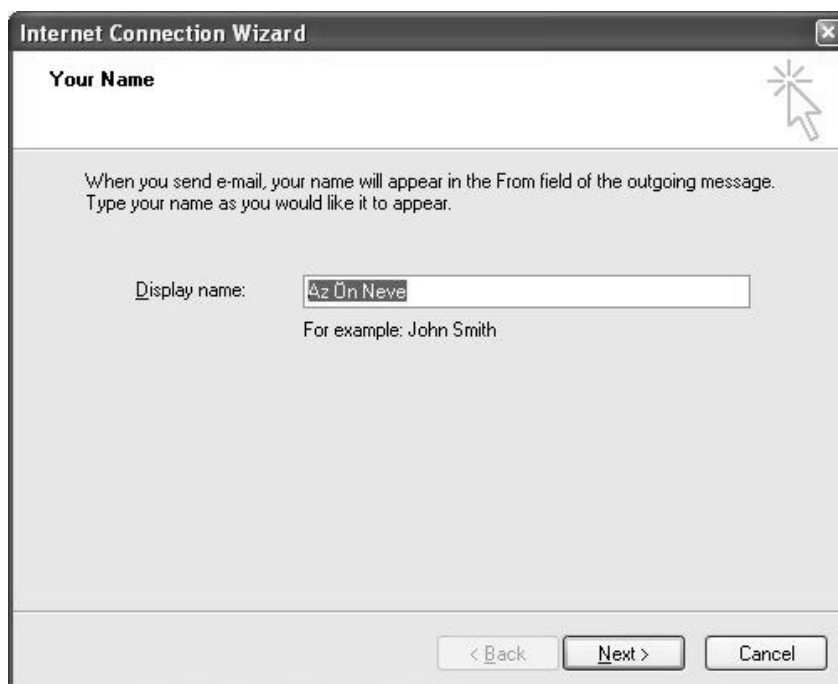 Internet Connection Wizard
Your Name
When you send e-mail, your name will appear in the From field of the outgoing message.
Type your name as you would like it to appear.
Display name: Az Ön Neve
For example: John Smith
< Back Next > Cancel